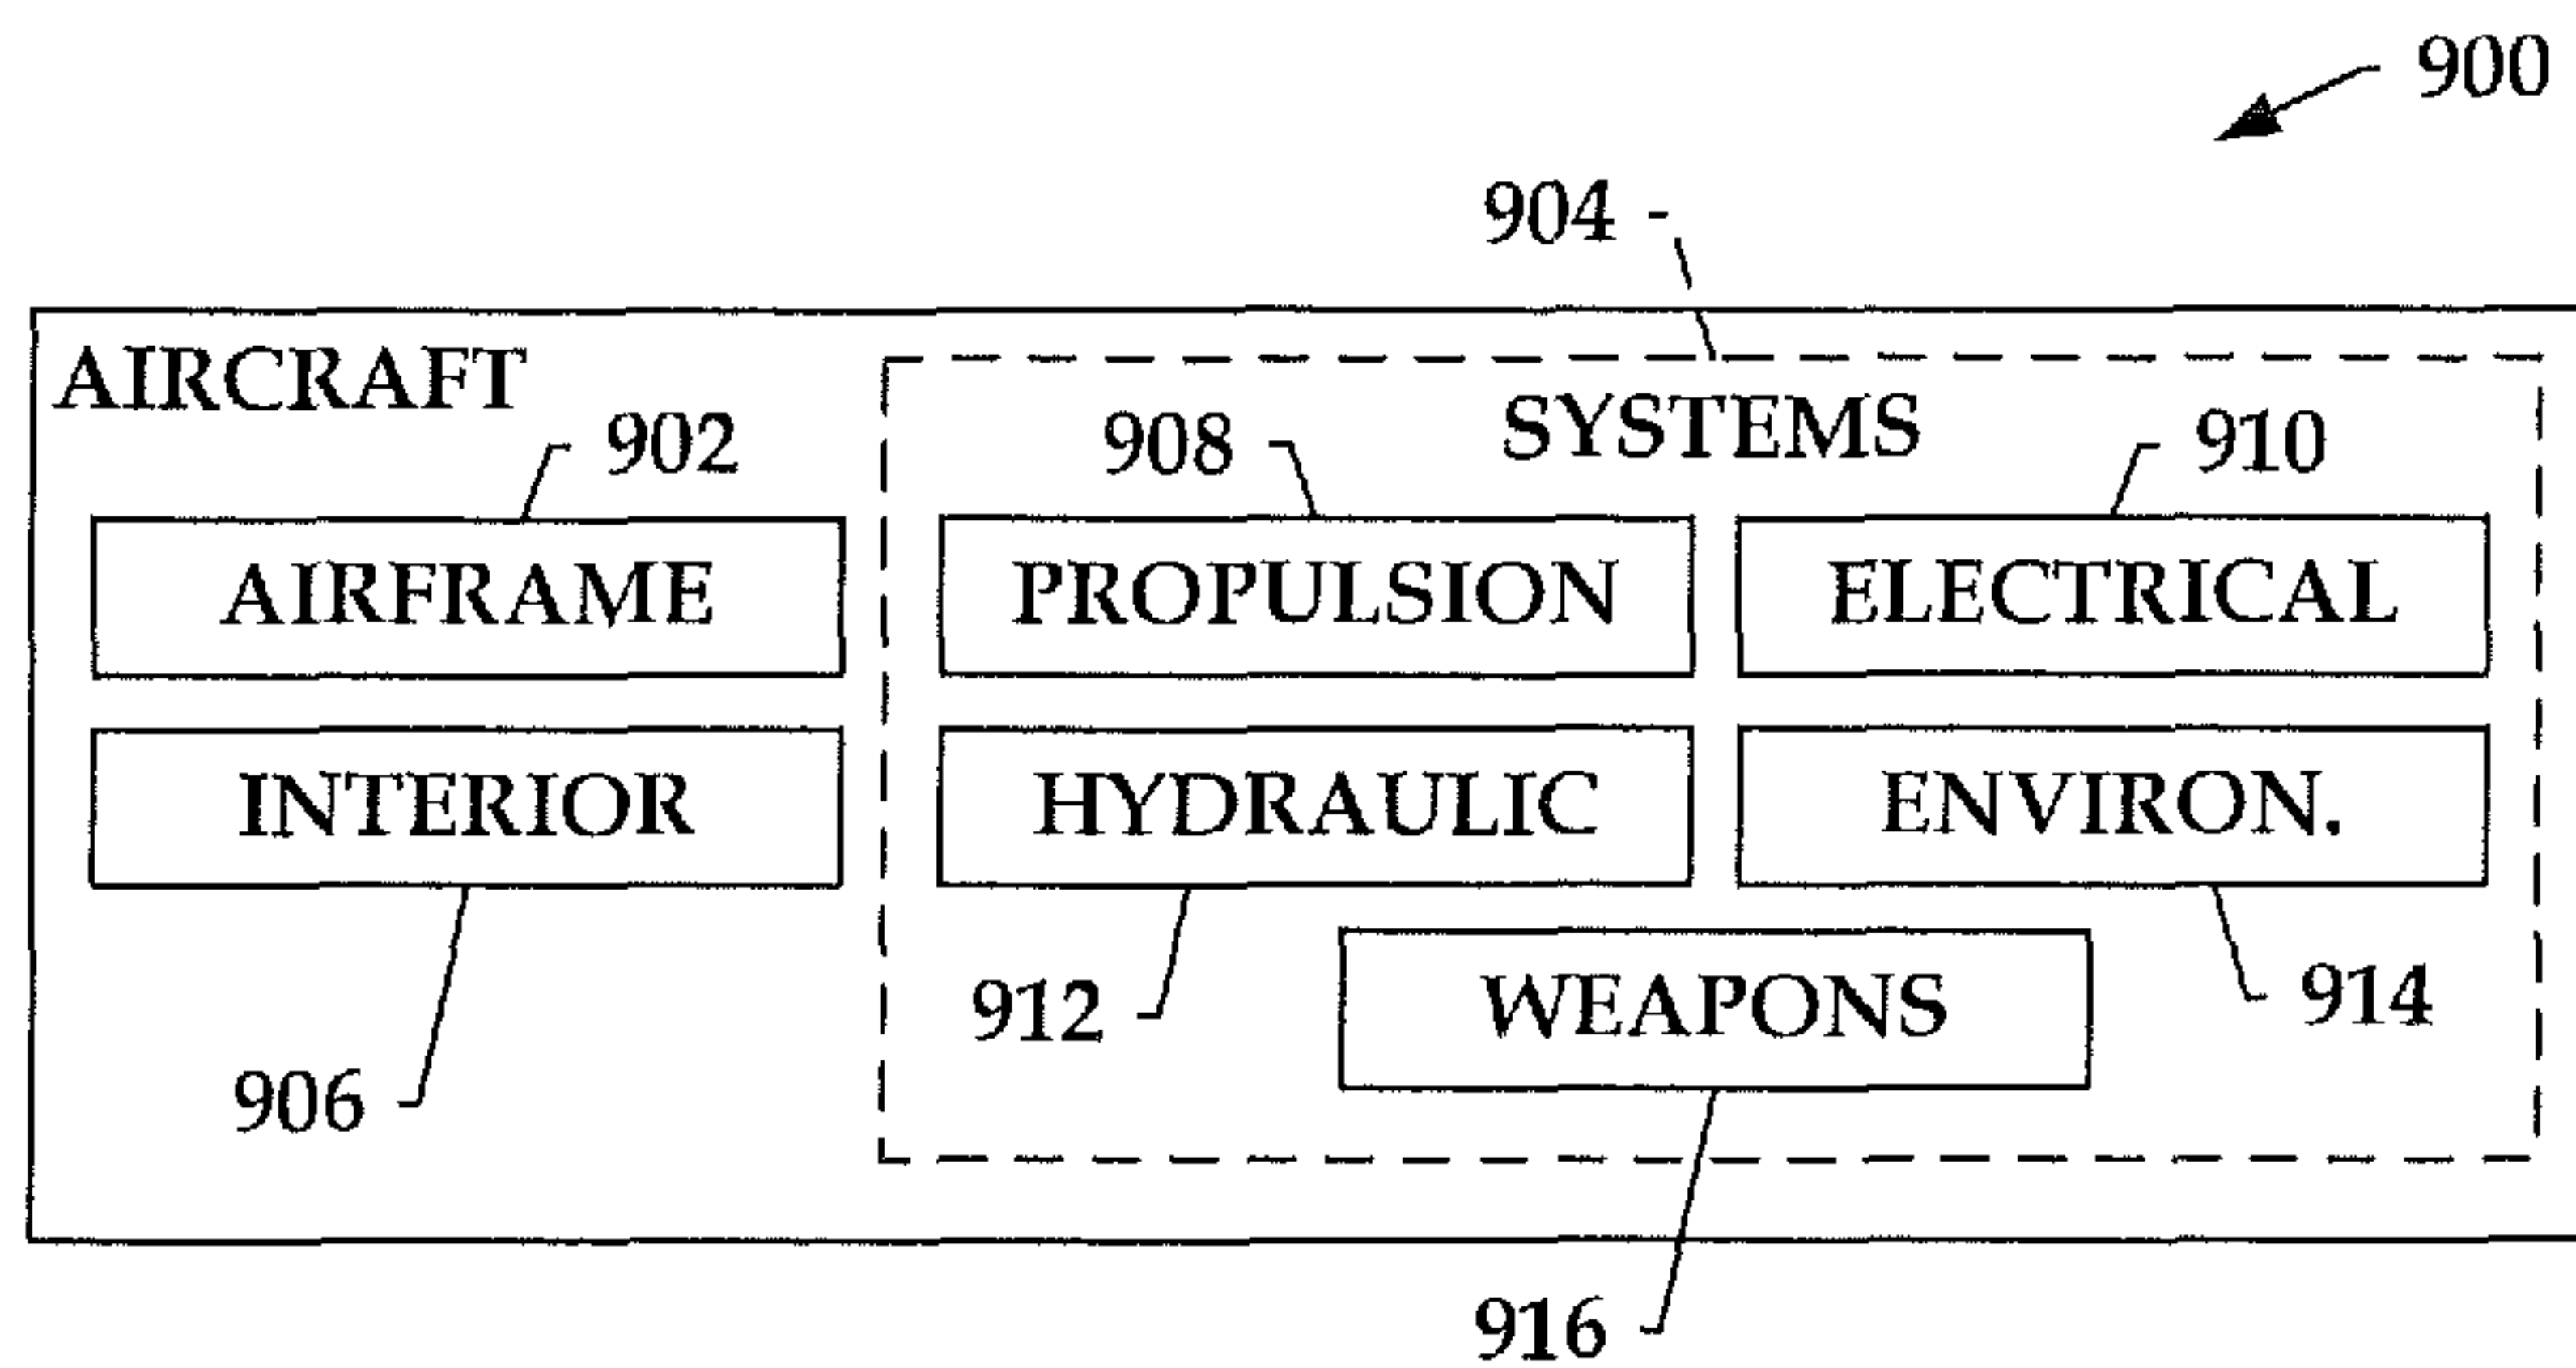 900
904
AIRCRAFT
SYSTEMS
902
908
910
AIRFRAME
PROPULSION
ELECTRICAL
INTERIOR
HYDRAULIC
ENVIRON.
912
WEAPONS
914
906
916